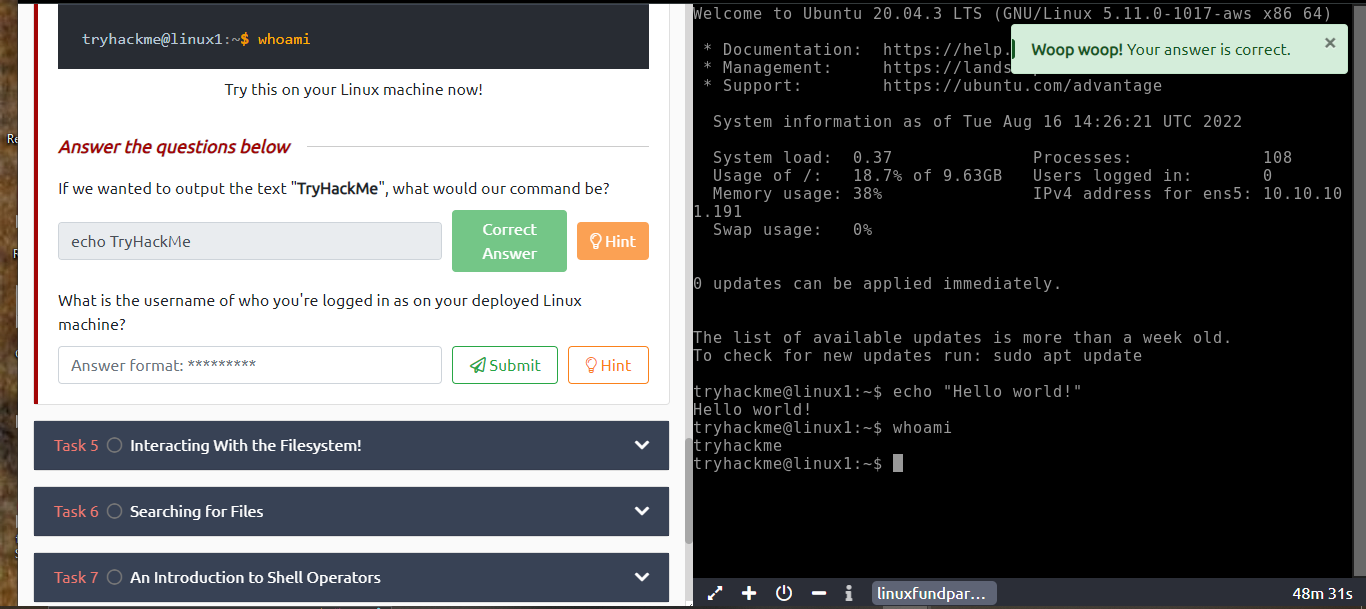 tryhackme@linux1:~$ whoami
Try this on your Linux machine now!
Answer the questions below
If we wanted to output the text "TryHackMe", what would our command be?
echo TryHackMe
Correct
Answer
Hint
What is the username of who you're logged in as on your deployed Linux
machine?
Answer format: *********
Submit
Hint
Task 5 Interacting With the Filesystem!
Task 6 Searching for Files
Task 7 An Introduction to Shell Operators
Welcome to Ubuntu 20.04.3 LTS (GNU/Linux 5.11.0-1017-aws x86 64)
Woop woop! Your answer is correct. ×
* Documentation: https://help.
* Management: https://lands
* Support: https://ubuntu.com/advantage
System information as of Tue Aug 16 14:26:21 UTC 2022
System load: 0.37 Processes: 108
Usage of /: 18.7% of 9.63GB Users logged in: 0
Memory usage: 38% IPv4 address for ens5: 10.10.10
1.191
Swap usage: 0%
0 updates can be applied immediately.
The list of available updates is more than a week old.
To check for new updates run: sudo apt update
tryhackme@linux1:~$ echo "Hello world!"
Hello world!
tryhackme@linux1:~$ whoami
tryhackme
tryhackme@linux1:~$
linuxfundpar...
48m 31s